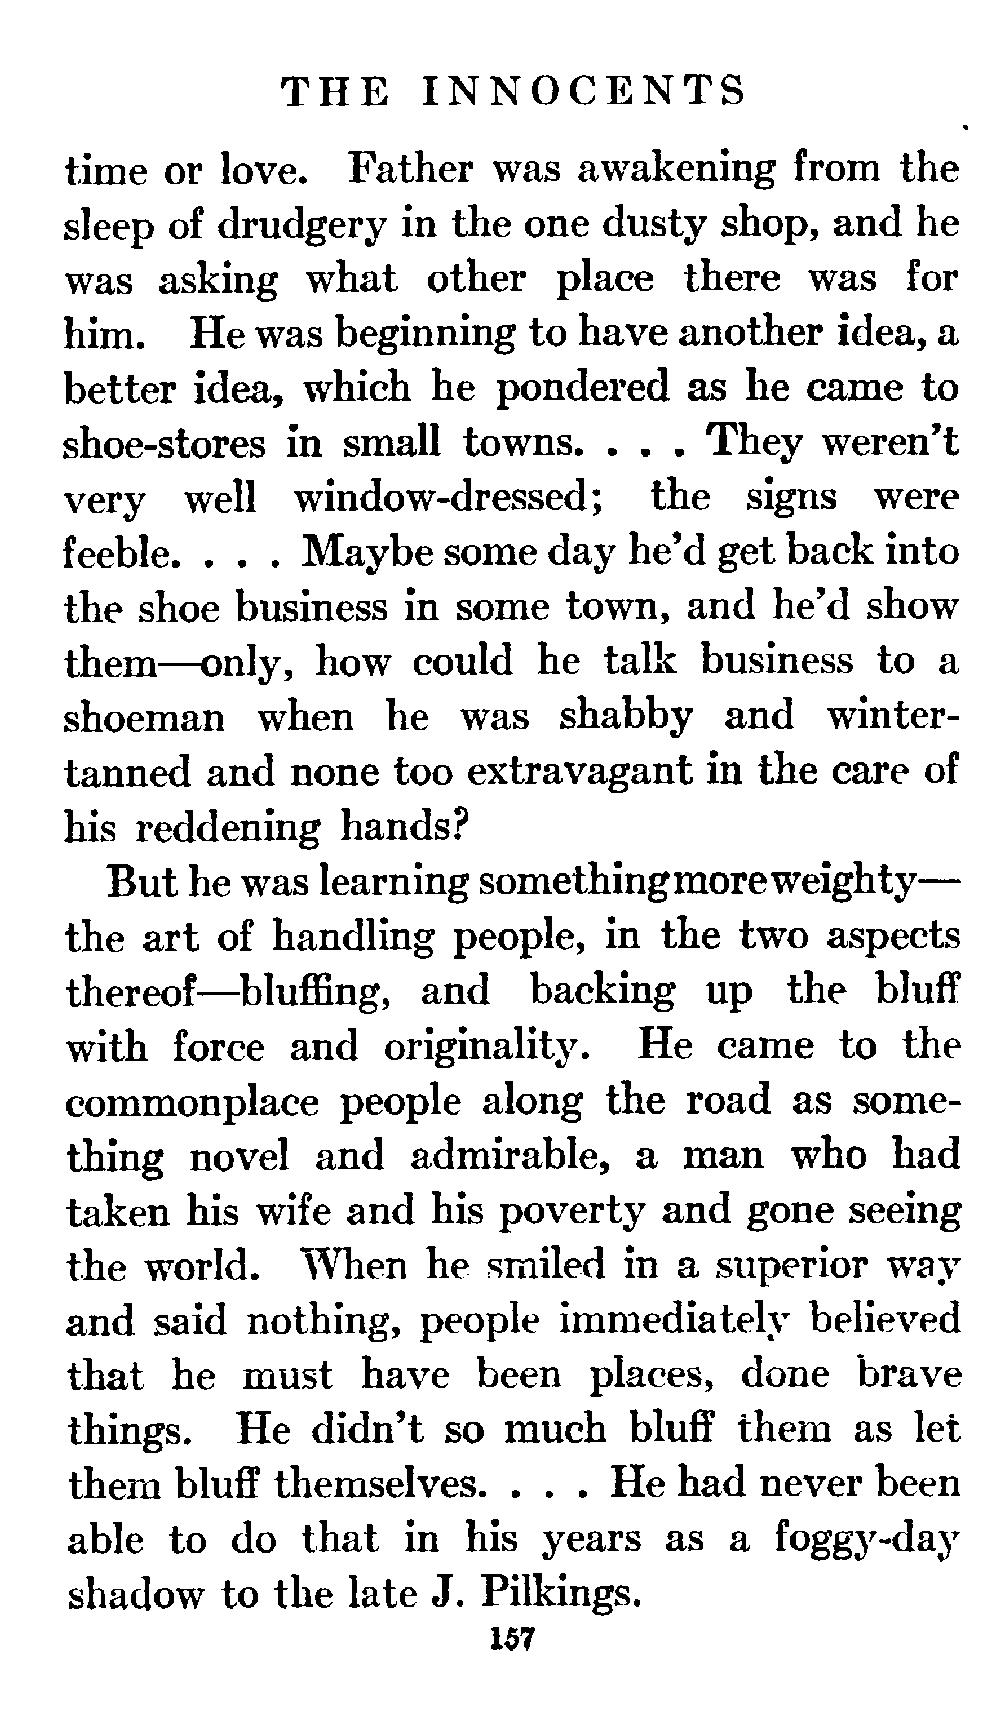 THE INNOCENTS
time or love. Father was awakening from the
sleep of drudgery in the one dusty shop, and he
was asking what other place there was for
him. He was beginning to have another idea, a
better idea, which he pondered as he came to
shoe-stores in small towns. . . . They weren't
very well window-dressed; the signs were
feeble. . . . Maybe some day he'd get back into
the shoe business in some town, and he'd show
them—only, how could he talk business to a
shoeman when he was shabby and winter-
tanned and none too extravagant in the care of
his reddening hands?
But he was learning something more weighty—
the art of handling people, in the two aspects
thereof—bluffing, and backing up the bluff
with force and originality. He came to the
commonplace people along the road as some-
thing novel and admirable, a man who had
taken his wife and his poverty and gone seeing
the world. When he smiled in a superior way
and said nothing, people immediately believed
that he must have been places, done brave
things. He didn't so much bluff them as let
them bluff themselves. . . . He had never been
able to do that in his years as a foggy-day
shadow to the late J. Pilkings.
157